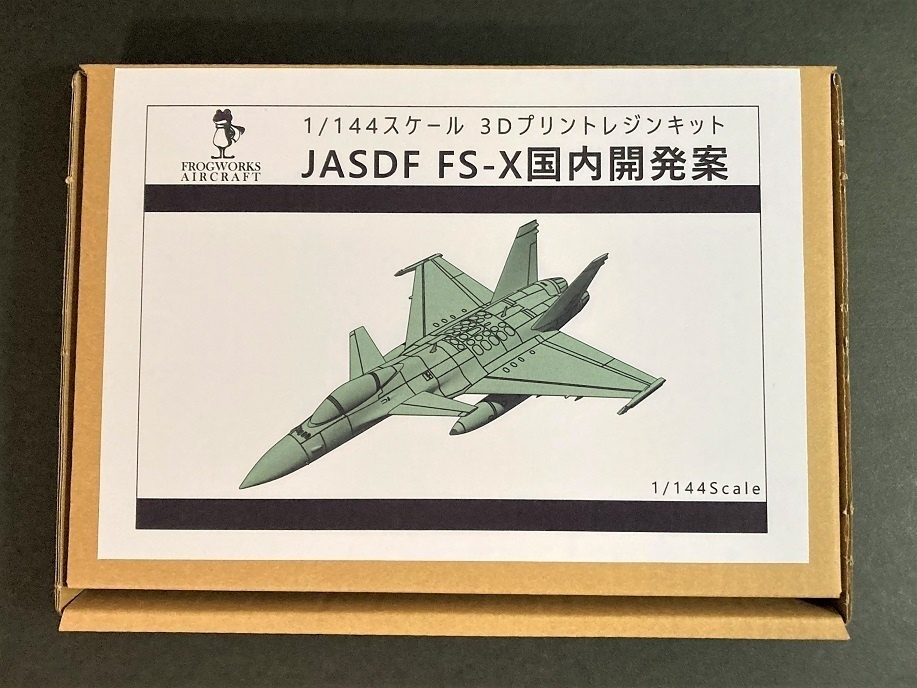 1/144スケール 3Dプリントレジンキット
JASDF FS-X国内開発案
FROGWORKS
AIRCRAFT
1/144Scale